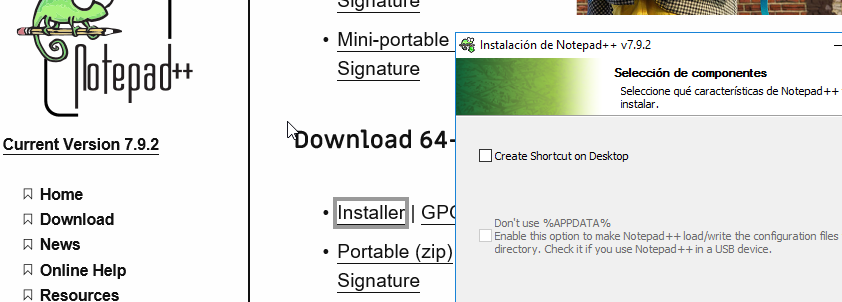 Notepad++
Current Version 7.9.2
Home
Download
News
Online Help
Resources
Signature
• Mini-portable
Signature
Download 64-
• Installer | GP
• Portable (zip)
Signature
Instalación de Notepad++ v7.9.2
Selección de componentes
Seleccione qué características de Notepad++
instalar.
Create Shortcut on Desktop
Don't use %APPDATA%
Enable this option to make Notepad++ load/write the configuration files
directory. Check it if you use Notepad++ in a USB device.